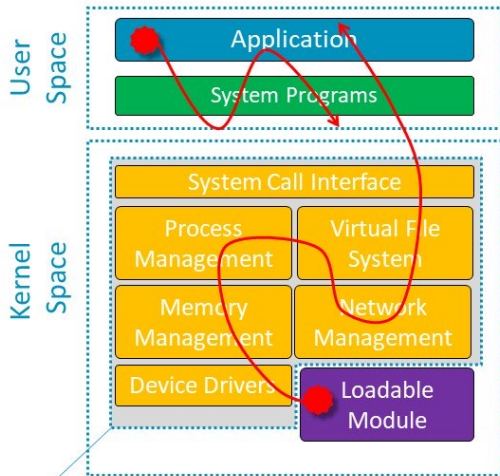 User
Space
Application
System Programs
Kernel
Space
System Call Interface
Process
Management
Virtual File
System
Memory
Management
Network
Management
Device Drivers
Loadable
Module